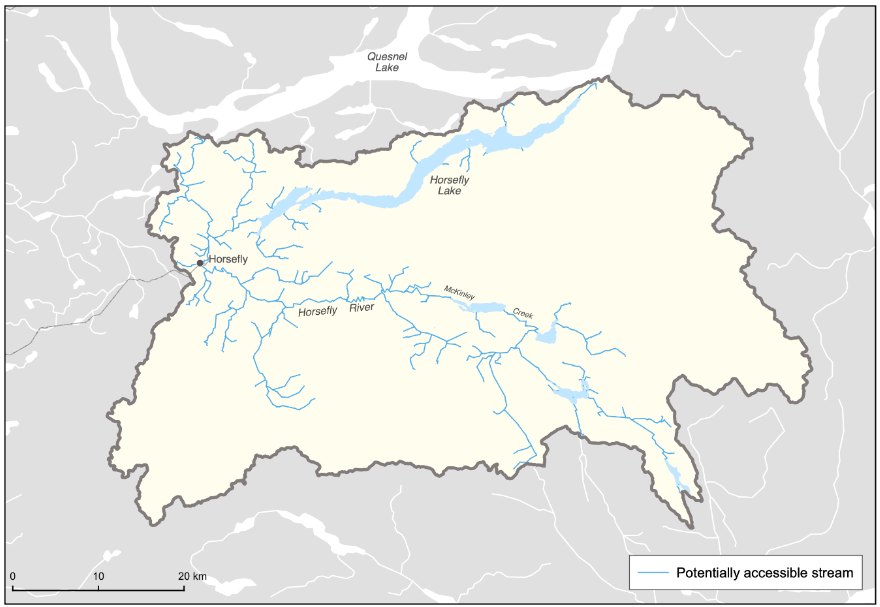 Quesnel
Lake
Horsefly
Lake
Horsefly
McKinley
Creek
Horsefly River
0 10 20 km
Potentially accessible stream